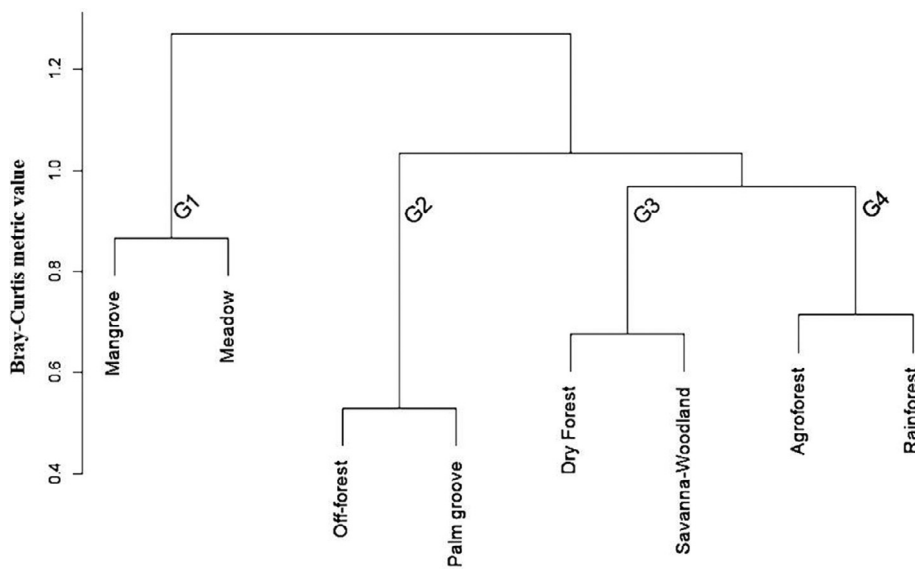 Bray-Curtis metric value
1.2
1.0
0.8
0.6
0.4
G1
G2
G3
G4
Mangrove
Meadow
Off-forest
Palm groove
Dry Forest
Savanna-Woodland
Agroforest
Rainforest